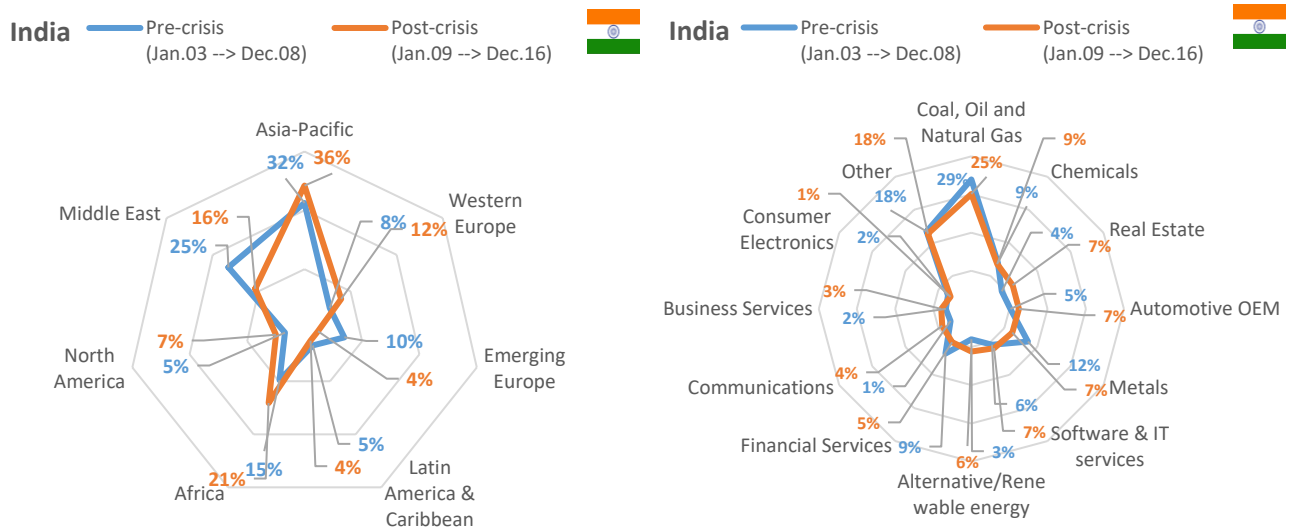 India
Pre-crisis
(Jan.03 --> Dec.08)
Post-crisis
(Jan.09 --> Dec.16)
Asia-Pacific
32%
36%
Western
Europe
8%
12%
Emerging
Europe
10%
4%
Latin
America &
Caribbean
5%
4%
Africa
21%
15%
North
America
7%
5%
Middle East
16%
25%
India
Pre-crisis
(Jan.03 --> Dec.08)
Post-crisis
(Jan.09 --> Dec.16)
Coal, Oil and
Natural Gas
29%
25%
Chemicals
9%
9%
Real Estate
4%
7%
Automotive OEM
5%
7%
Metals
12%
7%
Software & IT
services
6%
7%
Alternative/Rene
wable energy
6%
3%
Financial Services
5%
9%
Communications
4%
1%
Business Services
3%
2%
Consumer
Electronics
1%
2%
Other
18%
18%